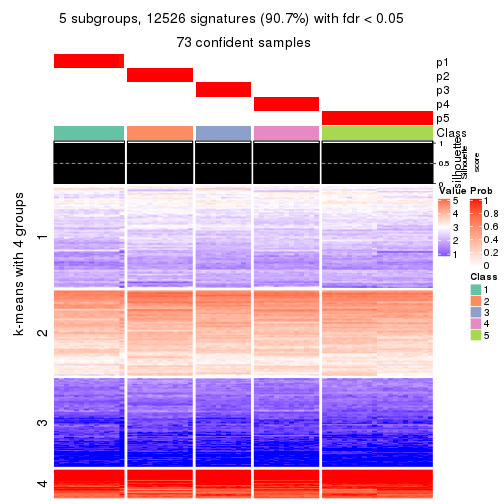 5 subgroups, 12526 signatures (90.7%) with fdr < 0.05
73 confident samples
p1
p2
p3
p4
p5
Class
1
0.5
0
silhouette
Silhouette
score
k-means with 4 groups
1
2
3
4
Value
5
4
3
2
1
Prob
1
0.8
0.6
0.4
0.2
0
Class
1
2
3
4
5